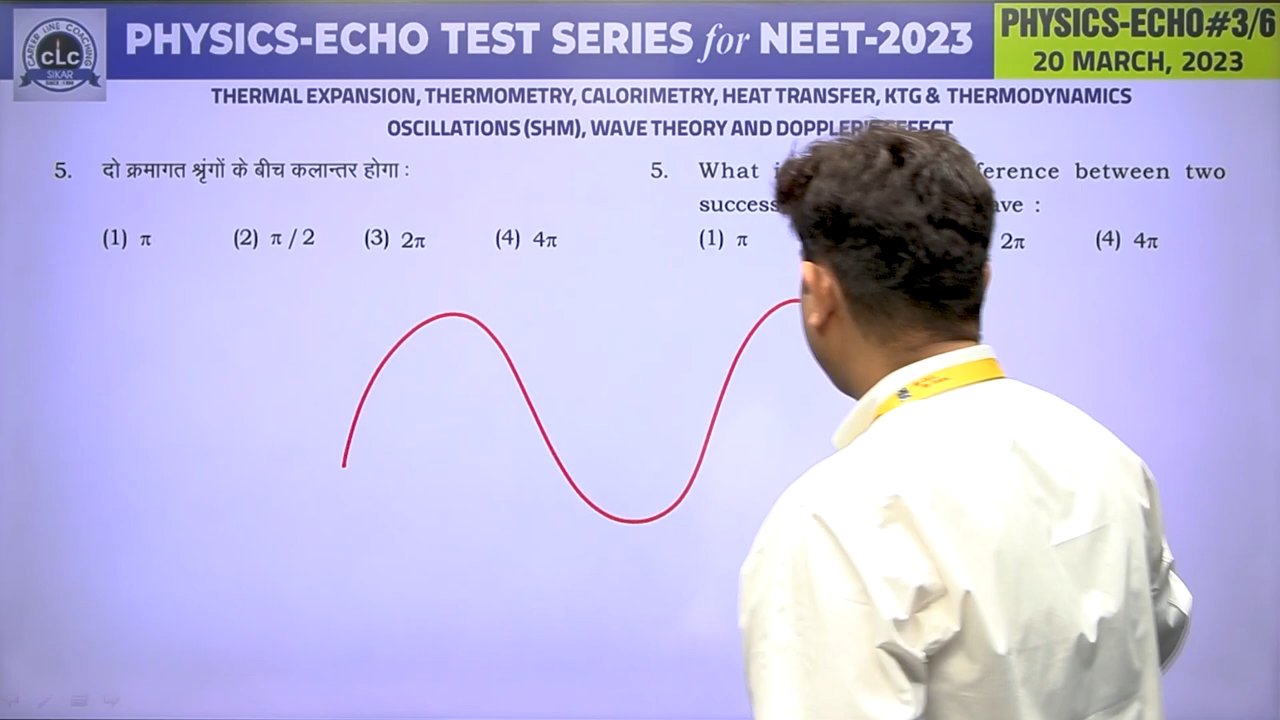 PHYSICS-ECHO TEST SERIES for NEET-2023
PHYSICS-ECHO#3/6
20 MARCH, 2023
CAREER LINE COACHING
CLC
SIKAR
THERMAL EXPANSION, THERMOMETRY, CALORIMETRY, HEAT TRANSFER, KTG & THERMODYNAMICS
OSCILLATIONS (SHM), WAVE THEORY AND DOPPLER'S EFFECT
5. दो क्रमागत श्रृंगों के बीच कलान्तर होगा :
(1) π (2) π / 2 (3) 2π (4) 4π
5. What between two
:
(1) π 2π (4) 4π